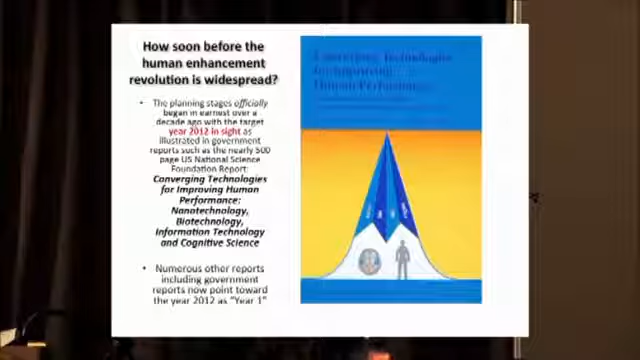 How soon before the
human enhancement
revolution is widespread?
• The planning stages officially
began in earnest over a
decade ago with the target
year 2012 in sight as
illustrated in government
reports such as the nearly 500
page US National Science
Foundation Report:
Converging Technologies
for Improving Human
Performance:
Nanotechnology,
Biotechnology,
Information Technology
and Cognitive Science
• Numerous other reports
including government
reports now point toward
the year 2012 as "Year 1"
Converging Technologies
for Improving
Human Performance